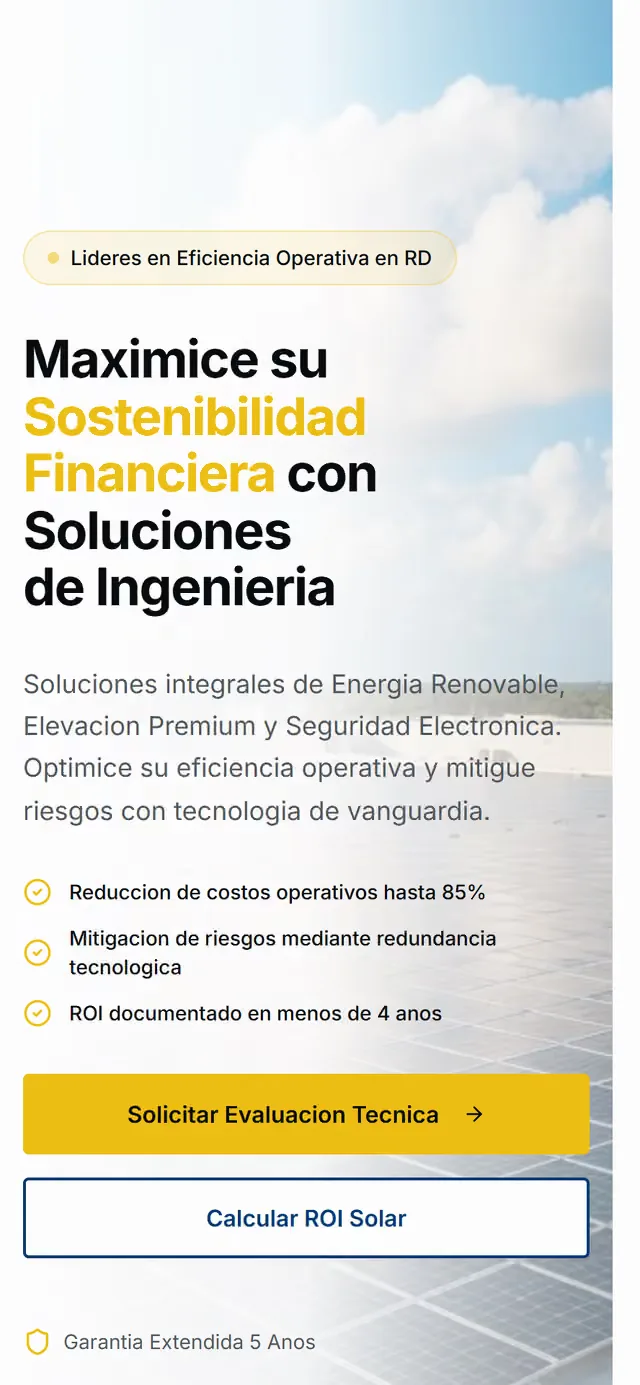 Lideres en Eficiencia Operativa en RD
Maximice su
Sostenibilidad
Financiera con
Soluciones
de Ingenieria
Soluciones integrales de Energia Renovable,
Elevacion Premium y Seguridad Electronica.
Optimice su eficiencia operativa y mitigue
riesgos con tecnologia de vanguardia.
Reduccion de costos operativos hasta 85%
Mitigacion de riesgos mediante redundancia
tecnologica
ROI documentado en menos de 4 anos
Solicitar Evaluacion Tecnica →
Calcular ROI Solar
Garantia Extendida 5 Anos